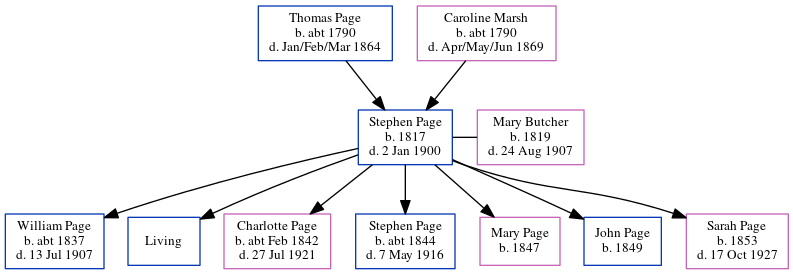 Thomas Page
b. abt 1790
d. Jan/Feb/Mar 1864
Caroline Marsh
b. abt 1790
d. Apr/May/Jun 1869
Stephen Page
b. 1817
d. 2 Jan 1900
Mary Butcher
b. 1819
d. 24 Aug 1907
William Page
b. abt 1837
d. 13 Jul 1907
Living
Charlotte Page
b. abt Feb 1842
d. 27 Jul 1921
Stephen Page
b. abt 1844
d. 7 May 1916
Mary Page
b. 1847
John Page
b. 1849
Sarah Page
b. 1853
d. 17 Oct 1927